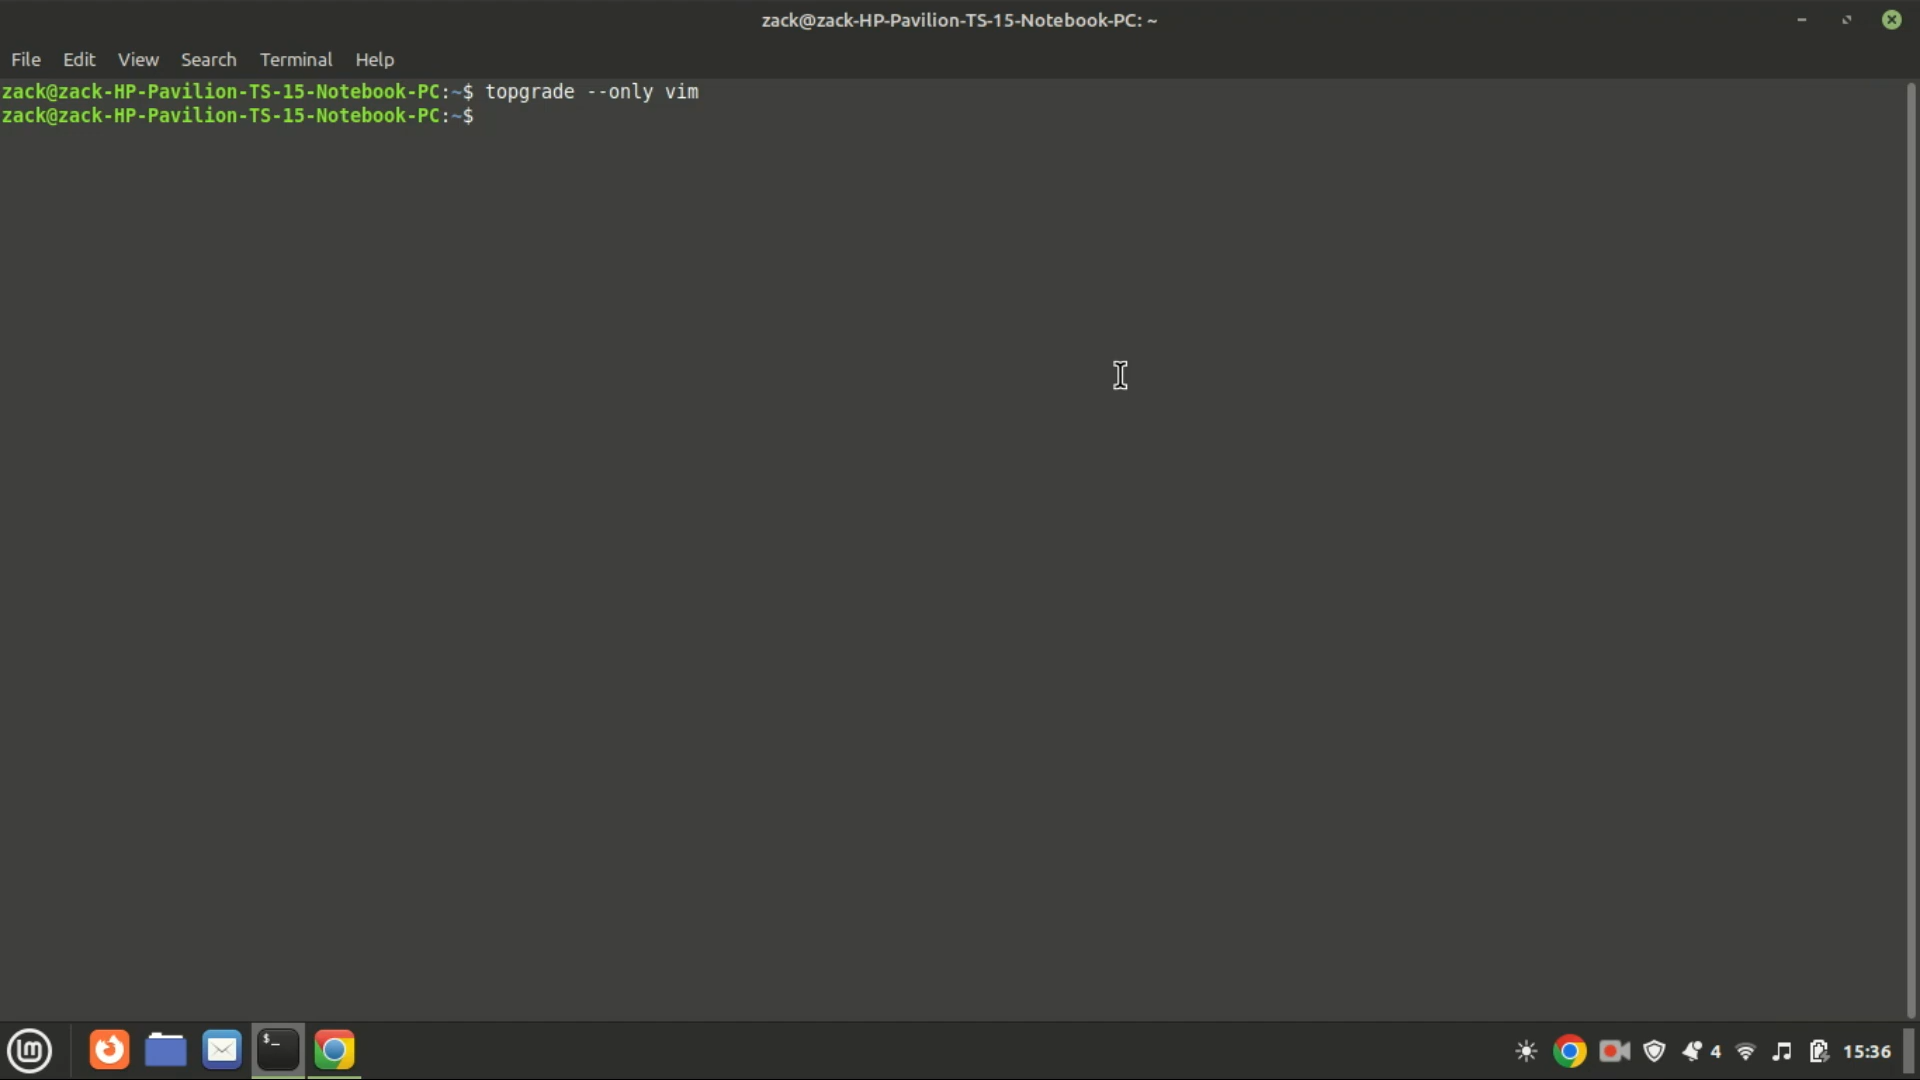 zack@zack-HP-Pavilion-TS-15-Notebook-PC: ~
File Edit View Search Terminal Help
zack@zack-HP-Pavilion-TS-15-Notebook-PC:~$ topgrade --only vim
zack@zack-HP-Pavilion-TS-15-Notebook-PC:~$
$_
4 15:36